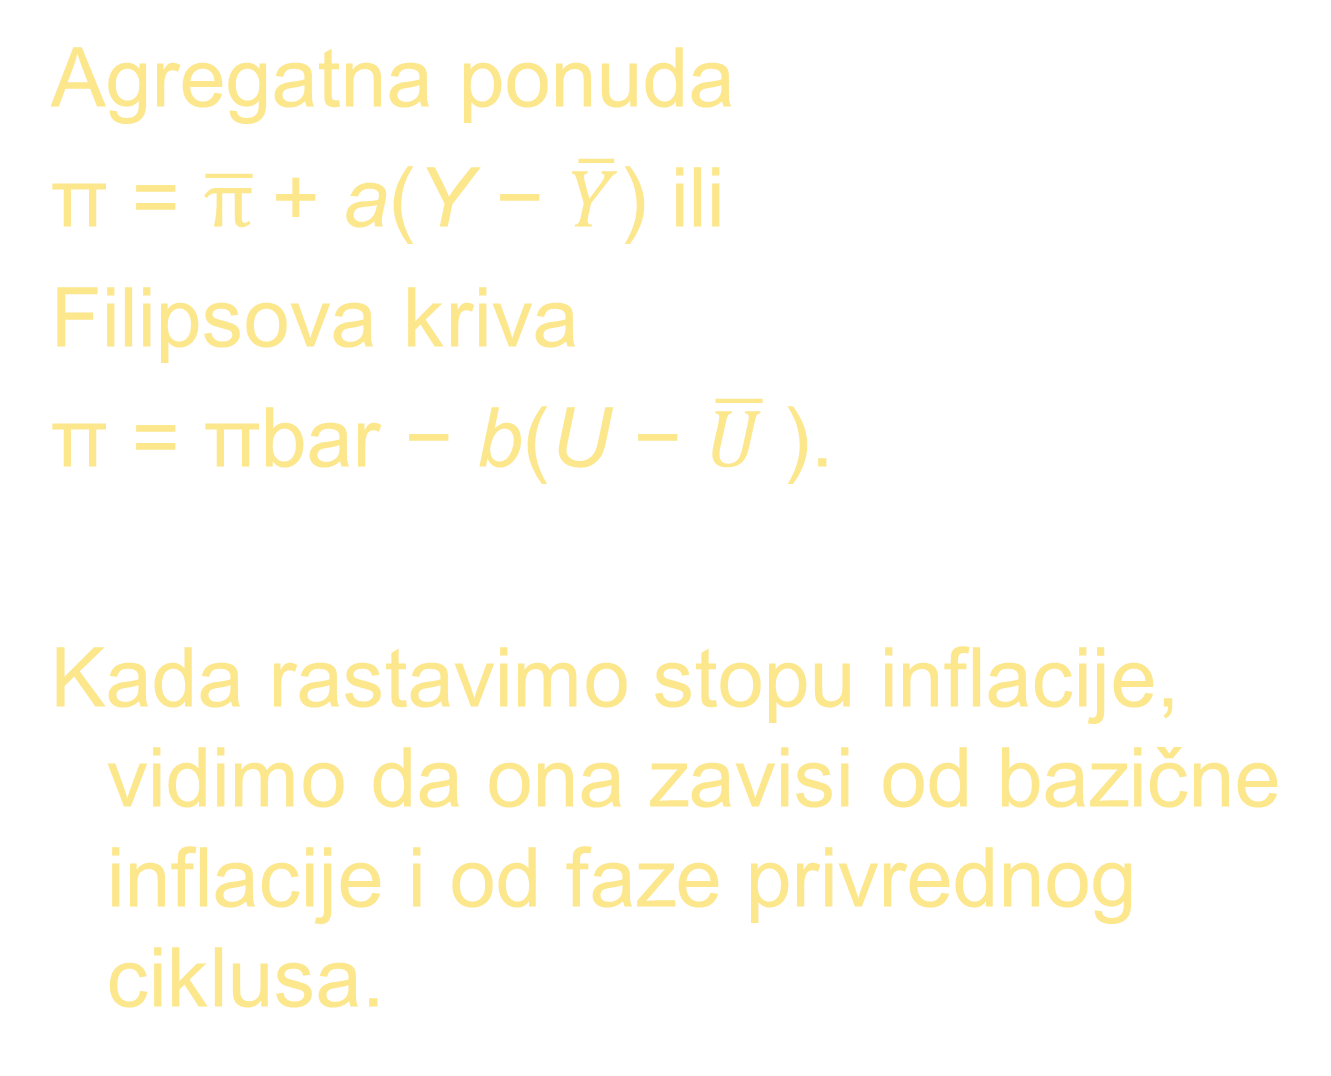 Agregatna ponuda
π = π̅ + a(Y − Y̅) ili
Filipsova kriva
π = πbar − b(U − U̅ ).
Kada rastavimo stopu inflacije,
vidimo da ona zavisi od bazične
inflacije i od faze privrednog
ciklusa.